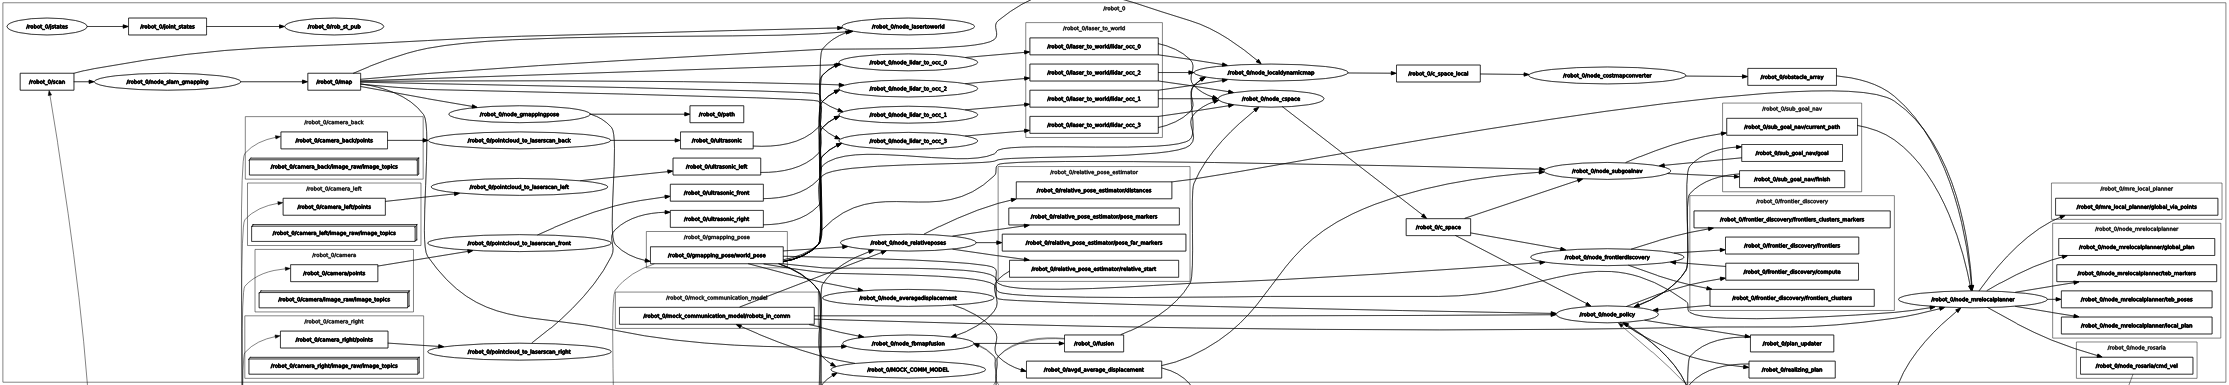 /robot_0
/robot_0/jstates
/robot_0/joint_states
/robot_0/rob_st_pub
/robot_0/node_lasertoworld
/robot_0/laser_to_world
/robot_0/laser_to_world/lidar_occ_0
/robot_0/node_lidar_to_occ_0
/robot_0/scan
/robot_0/node_slam_gmapping
/robot_0/map
/robot_0/laser_to_world/lidar_occ_2
/robot_0/node_localdynamicmap
/robot_0/c_space_local
/robot_0/node_costmapconverter
/robot_0/obstacle_array
/robot_0/node_lidar_to_occ_2
/robot_0/laser_to_world/lidar_occ_1
/robot_0/node_cspace
/robot_0/node_gmappingpose
/robot_0/path
/robot_0/node_lidar_to_occ_1
/robot_0/sub_goal_nav
/robot_0/camera_back
/robot_0/laser_to_world/lidar_occ_3
/robot_0/sub_goal_nav/current_path
/robot_0/camera_back/points
/robot_0/pointcloud_to_laserscan_back
/robot_0/ultrasonic
/robot_0/node_lidar_to_occ_3
/robot_0/sub_goal_nav/goal
/robot_0/camera_back/image_raw/image_topics
/robot_0/ultrasonic_left
/robot_0/relative_pose_estimator
/robot_0/node_subgoalnav
/robot_0/sub_goal_nav/finish
/robot_0/camera_left
/robot_0/pointcloud_to_laserscan_left
/robot_0/ultrasonic_front
/robot_0/relative_pose_estimator/distances
/robot_0/mre_local_planner
/robot_0/camera_left/points
/robot_0/frontier_discovery
/robot_0/mre_local_planner/global_via_points
/robot_0/ultrasonic_right
/robot_0/relative_pose_estimator/pose_markers
/robot_0/frontier_discovery/frontiers_clusters_markers
/robot_0/camera_left/image_raw/image_topics
/robot_0/c_space
/robot_0/node_mrelocalplanner
/robot_0/gmapping_pose
/robot_0/pointcloud_to_laserscan_front
/robot_0/node_relativeposes
/robot_0/relative_pose_estimator/pose_far_markers
/robot_0/frontier_discovery/frontiers
/robot_0/node_mrelocalplanner/global_plan
/robot_0/camera
/robot_0/gmapping_pose/world_pose
/robot_0/node_frontierdiscovery
/robot_0/camera/points
/robot_0/relative_pose_estimator/relative_start
/robot_0/frontier_discovery/compute
/robot_0/node_mrelocalplanner/teb_markers
/robot_0/camera/image_raw/image_topics
/robot_0/mock_communication_model
/robot_0/node_averagedisplacement
/robot_0/frontier_discovery/frontiers_clusters
/robot_0/node_mrelocalplanner
/robot_0/node_mrelocalplanner/teb_poses
/robot_0/camera_right
/robot_0/mock_communication_model/robots_in_comm
/robot_0/node_policy
/robot_0/node_mrelocalplanner/local_plan
/robot_0/camera_right/points
/robot_0/pointcloud_to_laserscan_right
/robot_0/node_fbmapfusion
/robot_0/fusion
/robot_0/plan_updater
/robot_0/node_rosaria
/robot_0/camera_right/image_raw/image_topics
/robot_0/MOCK_COMM_MODEL
/robot_0/avgd_average_displacement
/robot_0/realizing_plan
/robot_0/node_rosaria/cmd_vel